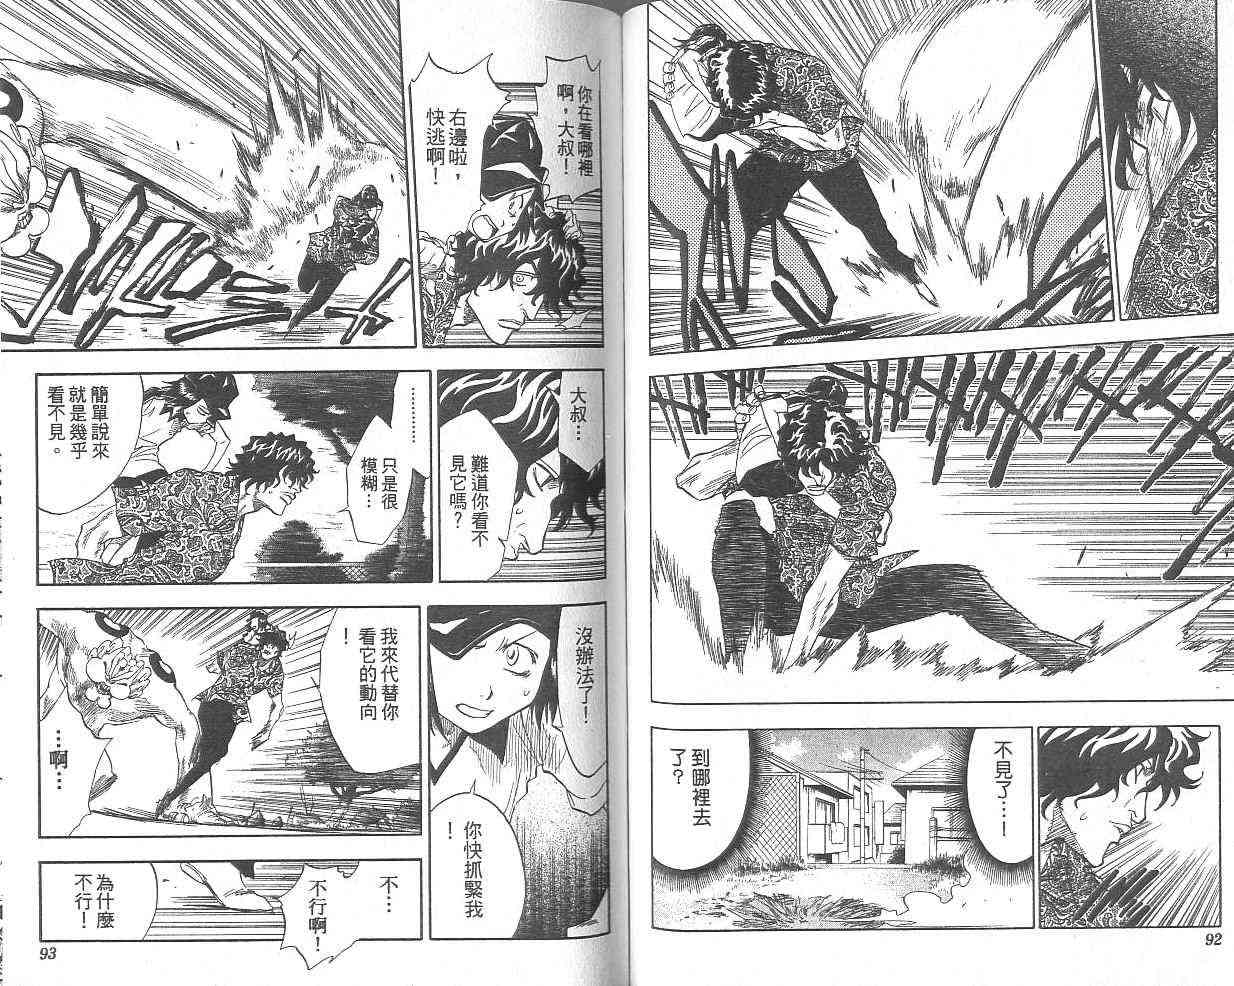 不見了…!
到哪裡去
了?
92
你在看哪裡
啊,大叔!
右邊啦,
快逃啊!
大叔…
難道你看不
見它嗎?
…………
只是很
模糊…
簡單說來
就是幾乎
看不見。
沒辦法了!
你快抓緊我
!
我來代替你
看它的動向
!
…啊…
不…
不行啊!
為什麼
不行!
93